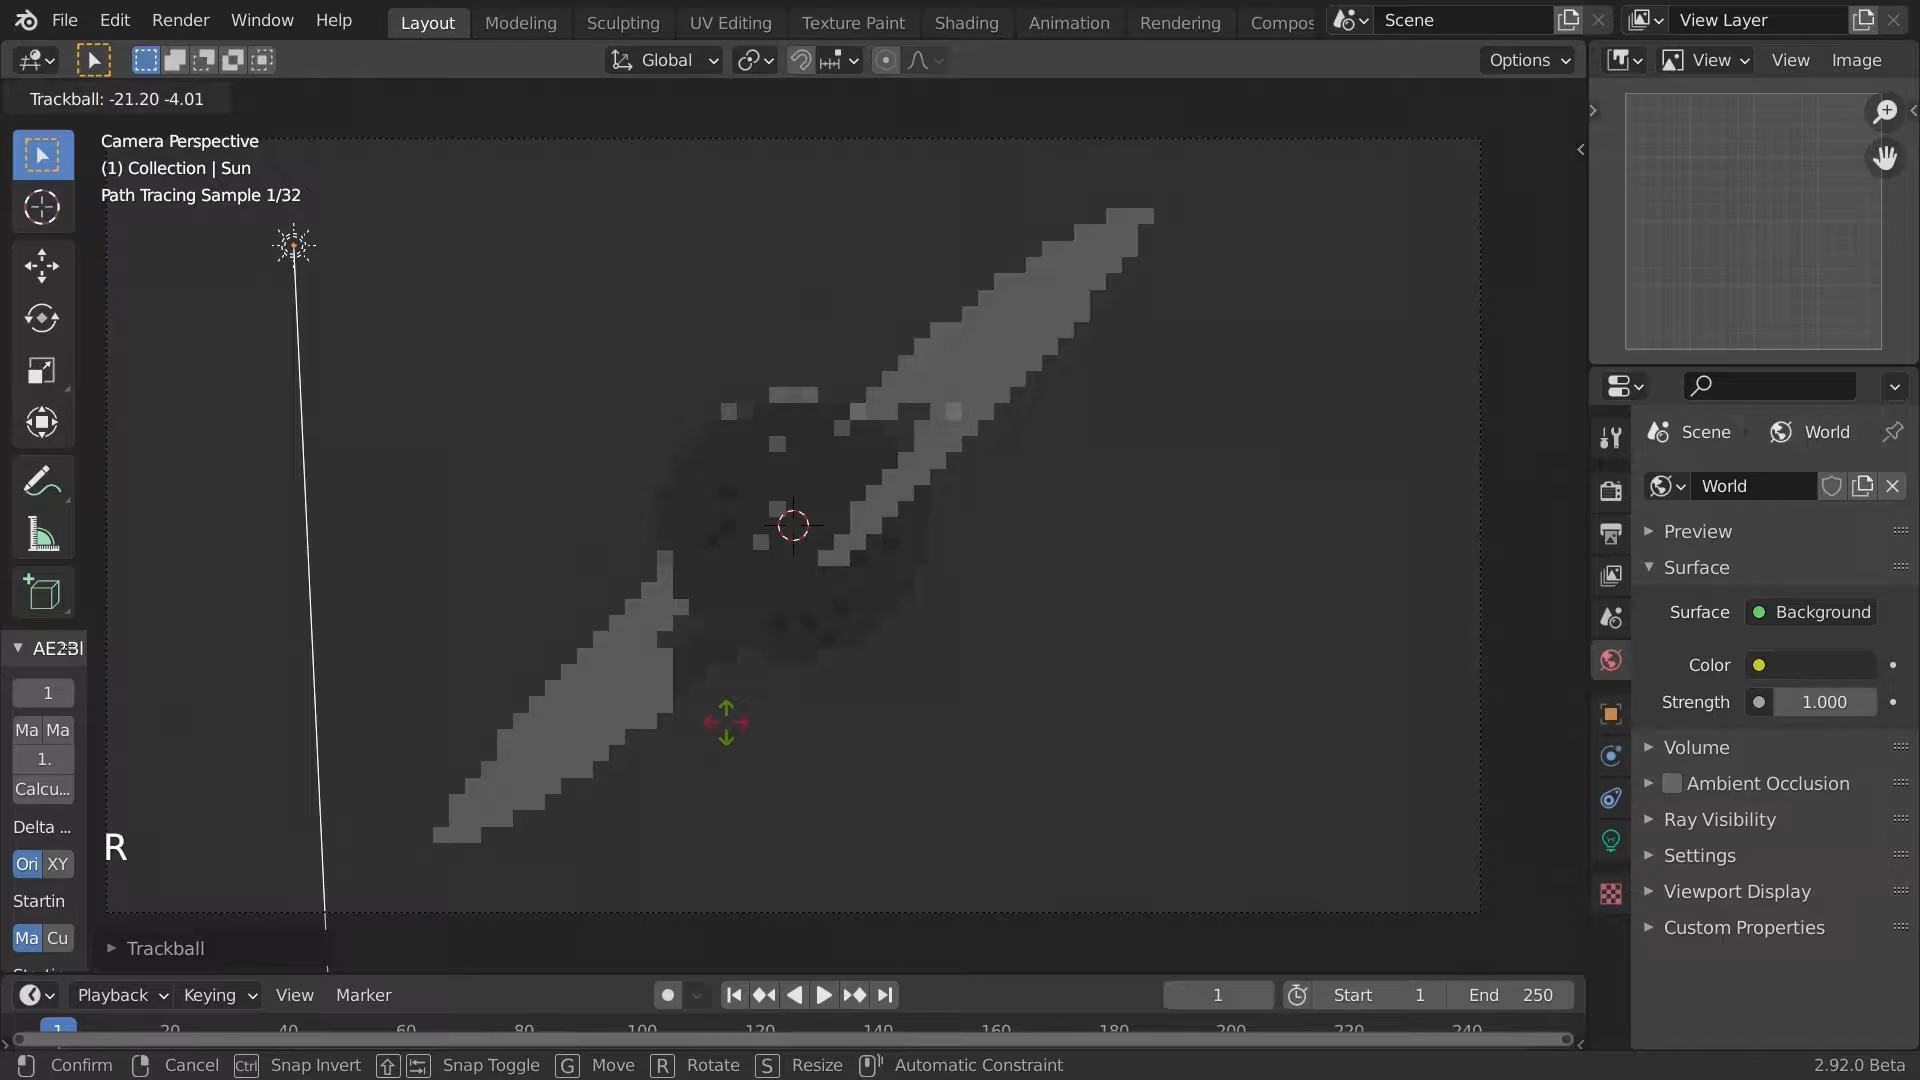 File Edit Render Window Help Layout Modeling Sculpting UV Editing Texture Paint Shading Animation Rendering Compos Scene View Layer
Global Options View View Image
Trackball: -21.20 -4.01
Camera Perspective
(1) Collection | Sun
Path Tracing Sample 1/32
Scene World
World
Preview
Surface
Surface Background
Color
Strength 1.000
Volume
Ambient Occlusion
Ray Visibility
Settings
Viewport Display
Custom Properties
AE2Bl
1
Ma Ma
1.
Calcu...
Delta ...
Ori XY
Startin
Ma Cu
R
Trackball
Playback Keying View Marker 1 Start 1 End 250
1 20 40 60 80 100 120 140 160 180 200 220 240
Confirm Cancel Ctrl Snap Invert Snap Toggle G Move R Rotate S Resize Automatic Constraint 2.92.0 Beta